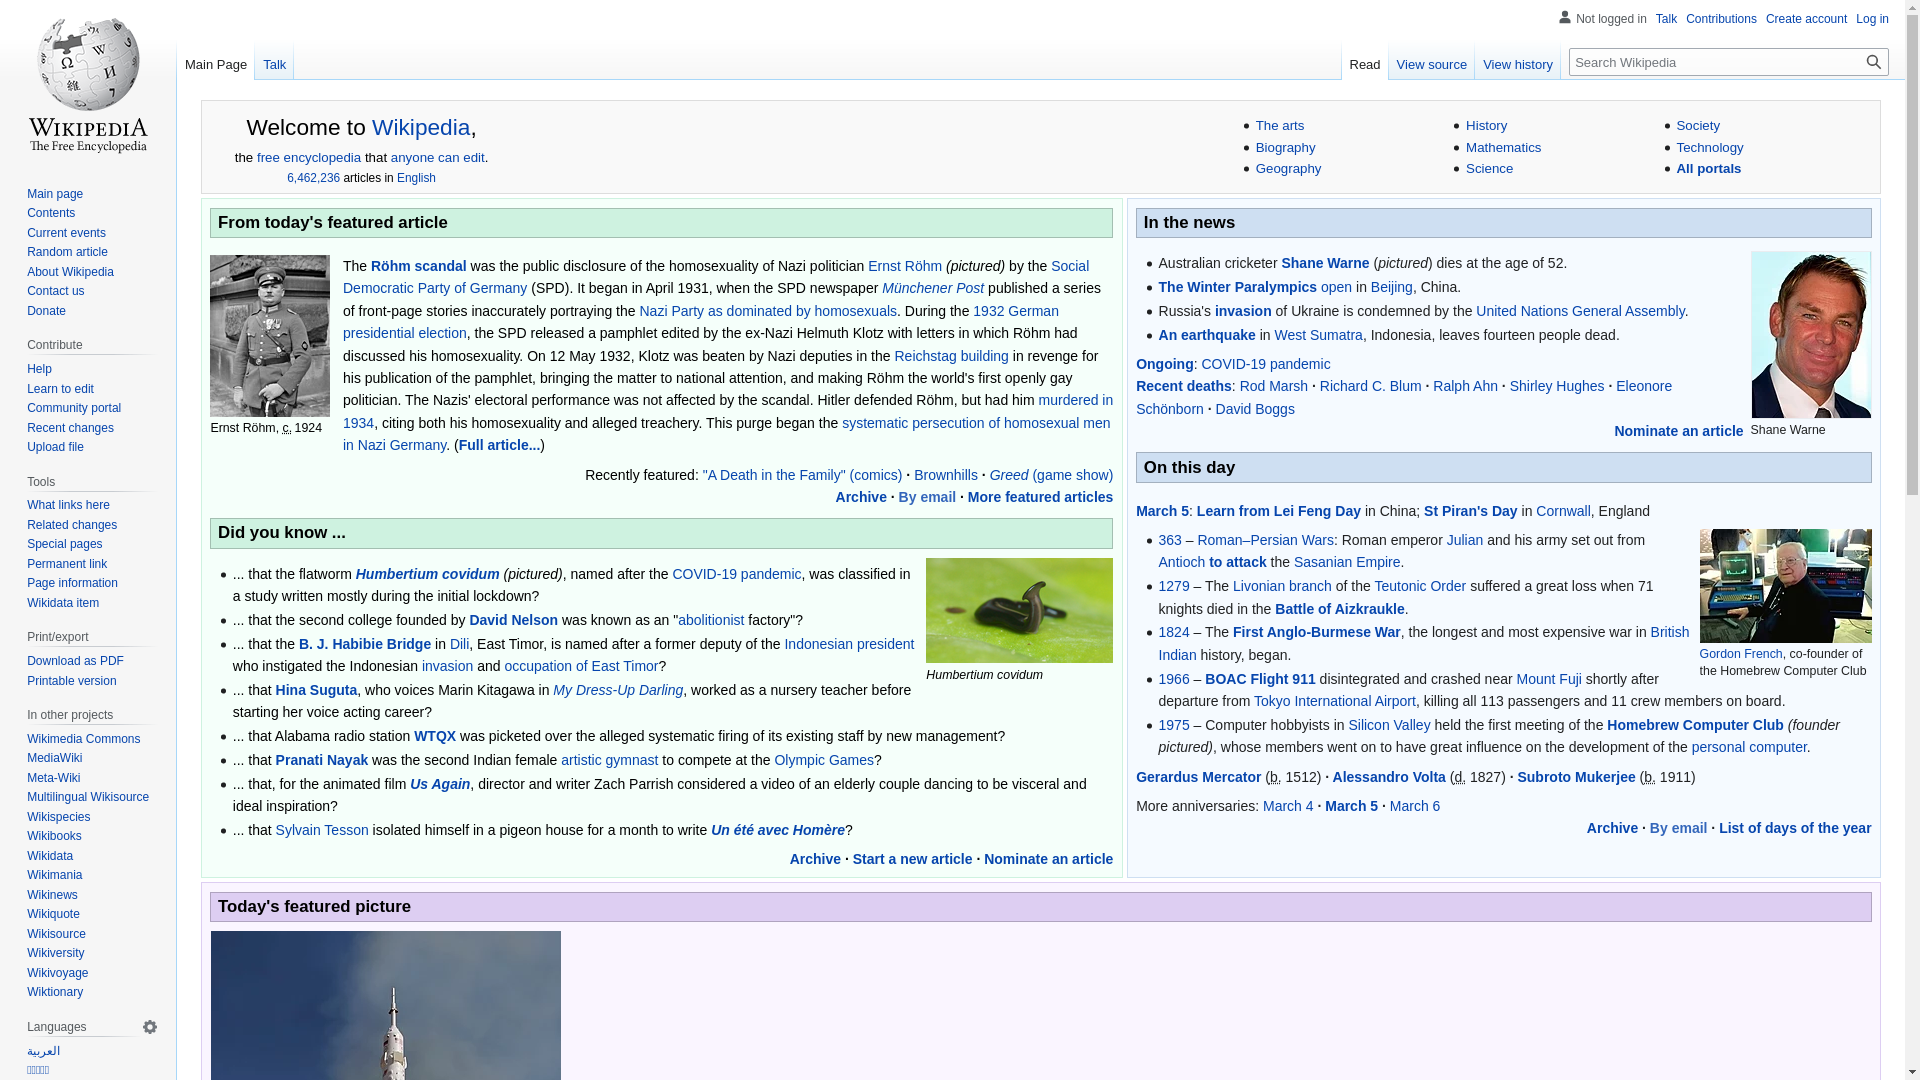 Not logged in Talk Contributions Create account Log in
Main Page Talk
Read View source View history Search Wikipedia
WIKIPEDIA
The Free Encyclopedia
Main page
Contents
Current events
Random article
About Wikipedia
Contact us
Donate
Contribute
Help
Learn to edit
Community portal
Recent changes
Upload file
Tools
What links here
Related changes
Special pages
Permanent link
Page information
Wikidata item
Print/export
Download as PDF
Printable version
In other projects
Wikimedia Commons
MediaWiki
Meta-Wiki
Multilingual Wikisource
Wikispecies
Wikibooks
Wikidata
Wikimania
Wikinews
Wikiquote
Wikisource
Wikiversity
Wikivoyage
Wiktionary
Languages
العربية
Welcome to Wikipedia,
the free encyclopedia that anyone can edit.
6,462,236 articles in English
The arts
Biography
Geography
History
Mathematics
Science
Society
Technology
All portals
From today's featured article
Ernst Röhm, c. 1924
The Röhm scandal was the public disclosure of the homosexuality of Nazi politician Ernst Röhm (pictured) by the Social
Democratic Party of Germany (SPD). It began in April 1931, when the SPD newspaper Münchener Post published a series
of front-page stories inaccurately portraying the Nazi Party as dominated by homosexuals. During the 1932 German
presidential election, the SPD released a pamphlet edited by the ex-Nazi Helmuth Klotz with letters in which Röhm had
discussed his homosexuality. On 12 May 1932, Klotz was beaten by Nazi deputies in the Reichstag building in revenge for
his publication of the pamphlet, bringing the matter to national attention, and making Röhm the world's first openly gay
politician. The Nazis' electoral performance was not affected by the scandal. Hitler defended Röhm, but had him murdered in
1934, citing both his homosexuality and alleged treachery. This purge began the systematic persecution of homosexual men
in Nazi Germany. (Full article...)
Recently featured: "A Death in the Family" (comics) · Brownhills · Greed (game show)
Archive · By email · More featured articles
Did you know ...
... that the flatworm Humbertium covidum (pictured), named after the COVID-19 pandemic, was classified in
a study written mostly during the initial lockdown?
... that the second college founded by David Nelson was known as an "abolitionist factory"?
... that the B. J. Habibie Bridge in Dili, East Timor, is named after a former deputy of the Indonesian president
who instigated the Indonesian invasion and occupation of East Timor?
... that Hina Suguta, who voices Marin Kitagawa in My Dress-Up Darling, worked as a nursery teacher before
starting her voice acting career?
... that Alabama radio station WTQX was picketed over the alleged systematic firing of its existing staff by new management?
... that Pranati Nayak was the second Indian female artistic gymnast to compete at the Olympic Games?
... that, for the animated film Us Again, director and writer Zach Parrish considered a video of an elderly couple dancing to be visceral and
ideal inspiration?
... that Sylvain Tesson isolated himself in a pigeon house for a month to write Un été avec Homère?
Humbertium covidum
Archive · Start a new article · Nominate an article
In the news
Australian cricketer Shane Warne (pictured) dies at the age of 52.
The Winter Paralympics open in Beijing, China.
Russia's invasion of Ukraine is condemned by the United Nations General Assembly.
An earthquake in West Sumatra, Indonesia, leaves fourteen people dead.
Ongoing: COVID-19 pandemic
Recent deaths: Rod Marsh · Richard C. Blum · Ralph Ahn · Shirley Hughes · Eleonore
Schönborn · David Boggs
Nominate an article
Shane Warne
On this day
March 5: Learn from Lei Feng Day in China; St Piran's Day in Cornwall, England
363 – Roman–Persian Wars: Roman emperor Julian and his army set out from
Antioch to attack the Sasanian Empire.
1279 – The Livonian branch of the Teutonic Order suffered a great loss when 71
knights died in the Battle of Aizkraukle.
1824 – The First Anglo-Burmese War, the longest and most expensive war in British
Indian history, began.
1966 – BOAC Flight 911 disintegrated and crashed near Mount Fuji shortly after
departure from Tokyo International Airport, killing all 113 passengers and 11 crew members on board.
1975 – Computer hobbyists in Silicon Valley held the first meeting of the Homebrew Computer Club (founder
pictured), whose members went on to have great influence on the development of the personal computer.
Gordon French, co-founder of
the Homebrew Computer Club
Gerardus Mercator (b. 1512) · Alessandro Volta (d. 1827) · Subroto Mukerjee (b. 1911)
More anniversaries: March 4 · March 5 · March 6
Archive · By email · List of days of the year
Today's featured picture